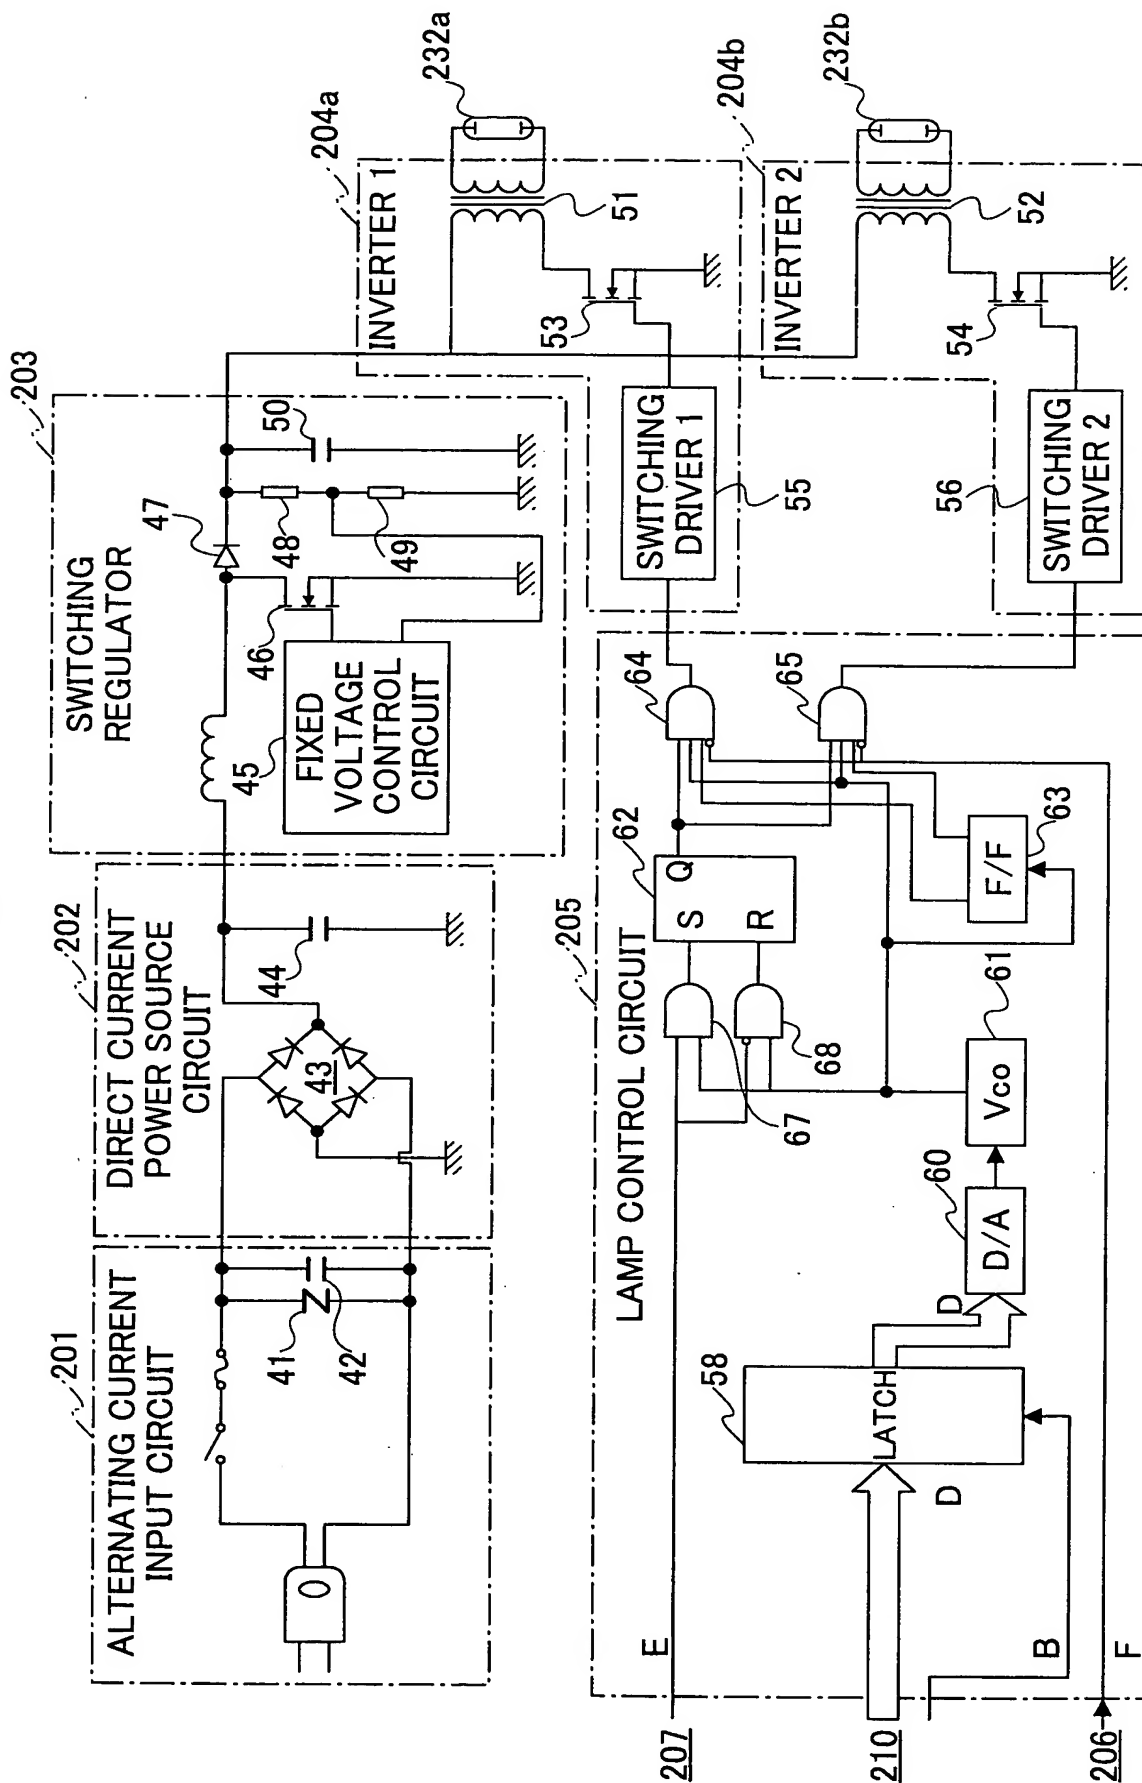 201
ALTERNATING CURRENT
INPUT CIRCUIT
41
42
202
DIRECT CURRENT
POWER SOURCE
CIRCUIT
43
44
203
SWITCHING
REGULATOR
45
FIXED
VOLTAGE
CONTROL
CIRCUIT
46
47
48
49
50
204a
INVERTER 1
232a
51
53
SWITCHING
DRIVER 1
55
204b
INVERTER 2
232b
52
54
SWITCHING
DRIVER 2
56
205
LAMP CONTROL CIRCUIT
207
E
210
D
58
LATCH
D
60
D/A
61
Vco
67
68
62
S
R
Q
63
F/F
64
65
B
206
F